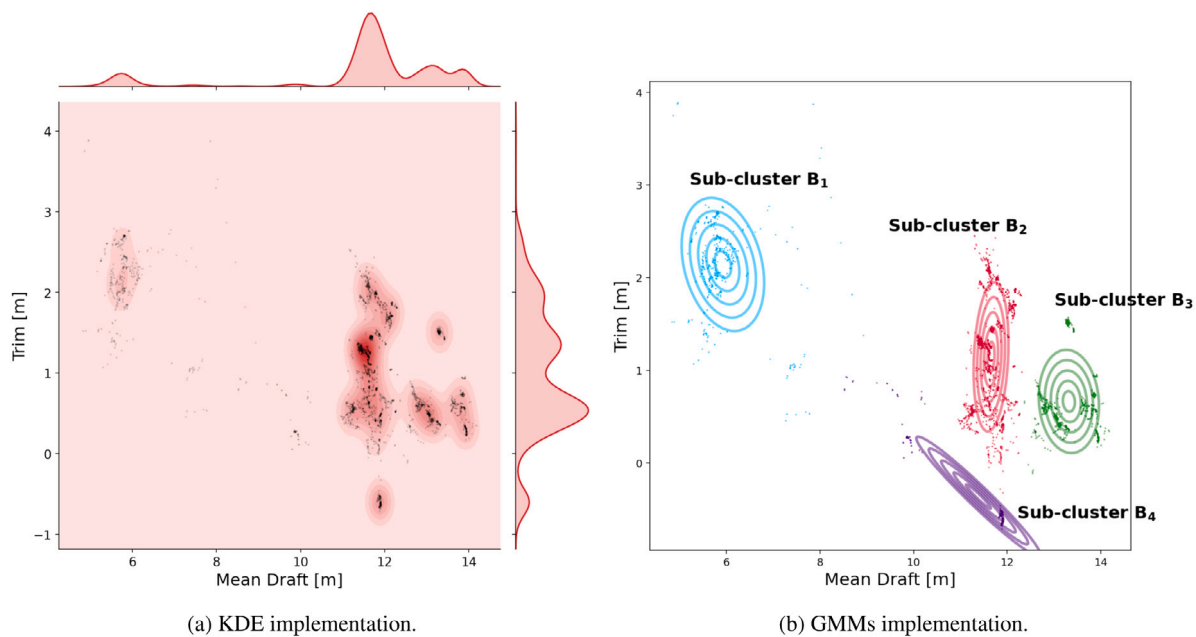 4
3
2
1
0
−1
Trim [m]
6 8 10 12 14
Mean Draft [m]
(a) KDE implementation.
4
3
2
1
0
Trim [m]
Sub-cluster B₁
Sub-cluster B₂
Sub-cluster B₃
Sub-cluster B₄
6 8 10 12 14
Mean Draft [m]
(b) GMMs implementation.